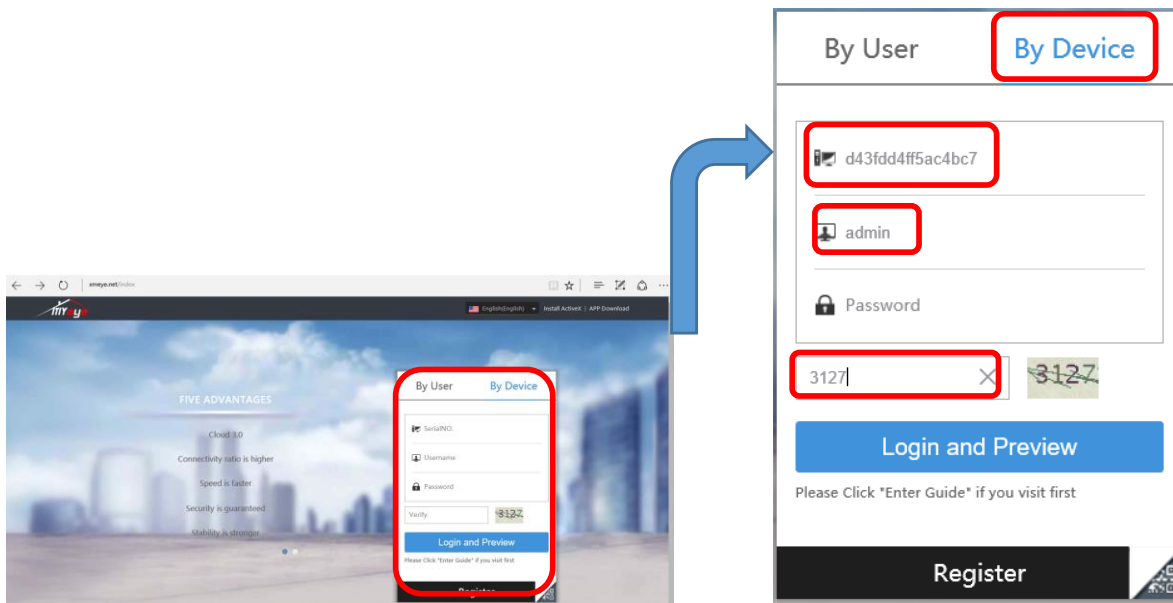 xmeye.net/index
myeye
English(English)
Install ActiveX | APP Download
FIVE ADVANTAGES
Cloud 3.0
Connectivity ratio is higher
Speed is faster
Security is guaranteed
Stability is stronger
By User By Device
SerialNO.
Username
Password
Verify 3127
Login and Preview
Please Click "Enter Guide" if you visit first
Register
By User By Device
d43fdd4ff5ac4bc7
admin
Password
3127 3127
Login and Preview
Please Click "Enter Guide" if you visit first
Register